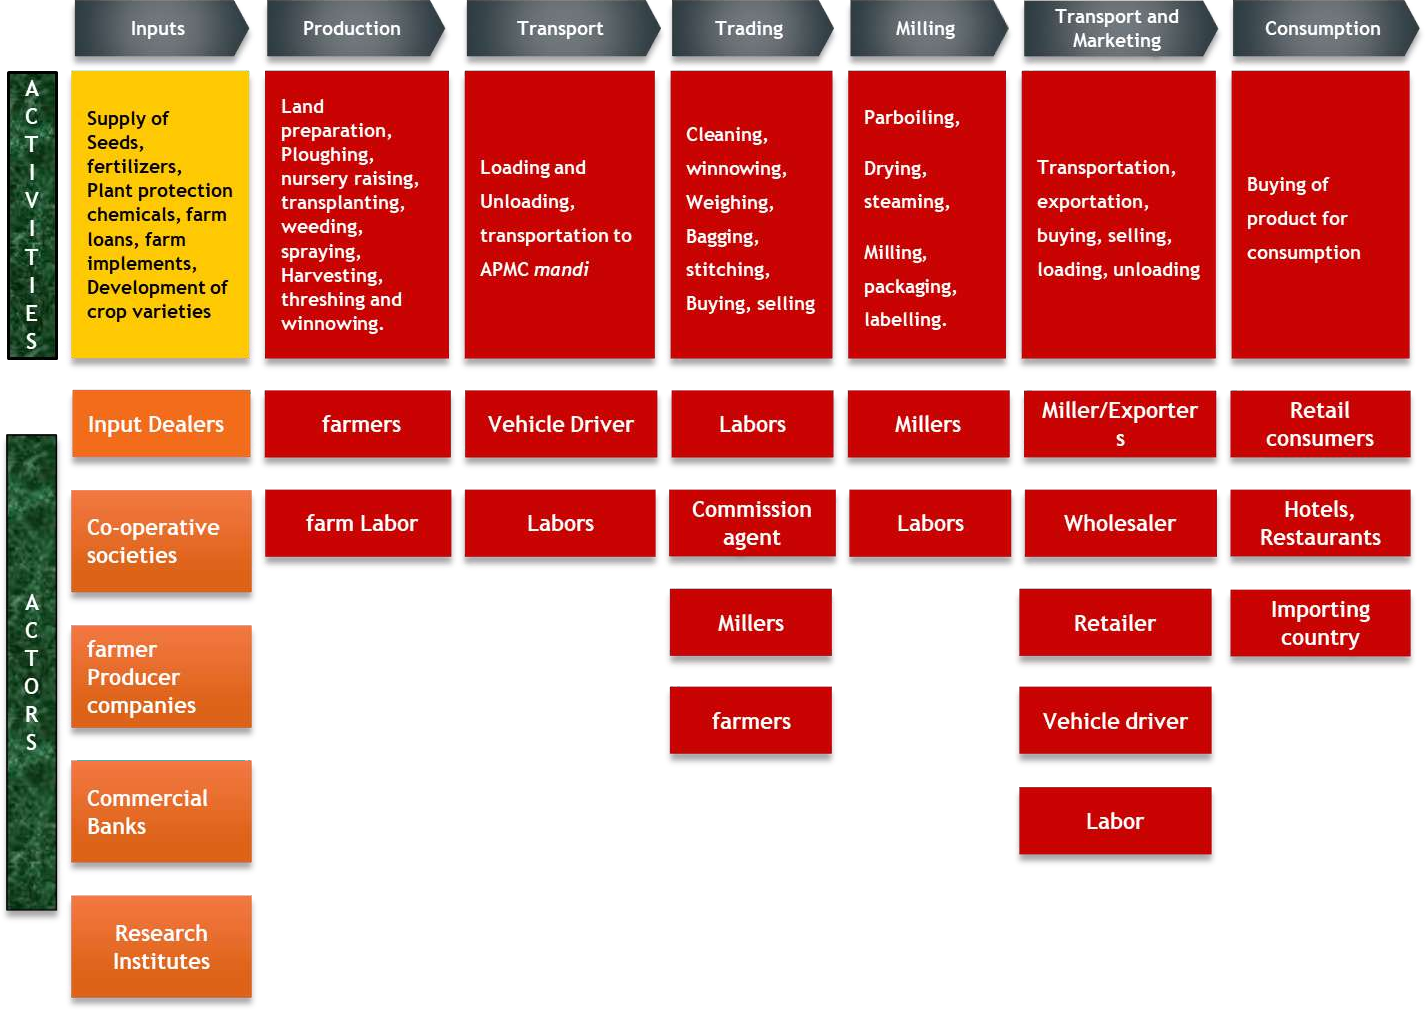 Inputs
Production
Transport
Trading
Milling
Transport and
Marketing
Consumption
ACTIVITIES
Supply of
Seeds,
fertilizers,
Plant protection
chemicals, farm
loans, farm
implements,
Development of
crop varieties
Land
preparation,
Ploughing,
nursery raising,
transplanting,
weeding,
spraying,
Harvesting,
threshing and
winnowing.
Loading and
Unloading,
transportation to
APMC mandi
Cleaning,
winnowing,
Weighing,
Bagging,
stitching,
Buying, selling
Parboiling,
Drying,
steaming,
Milling,
packaging,
labelling.
Transportation,
exportation,
buying, selling,
loading, unloading
Buying of
product for
consumption
ACTORS
Input Dealers
farmers
Vehicle Driver
Labors
Millers
Miller/Exporter
s
Retail
consumers
Co-operative
societies
farm Labor
Labors
Commission
agent
Labors
Wholesaler
Hotels,
Restaurants
farmer
Producer
companies
Millers
Retailer
Importing
country
farmers
Vehicle driver
Commercial
Banks
Labor
Research
Institutes